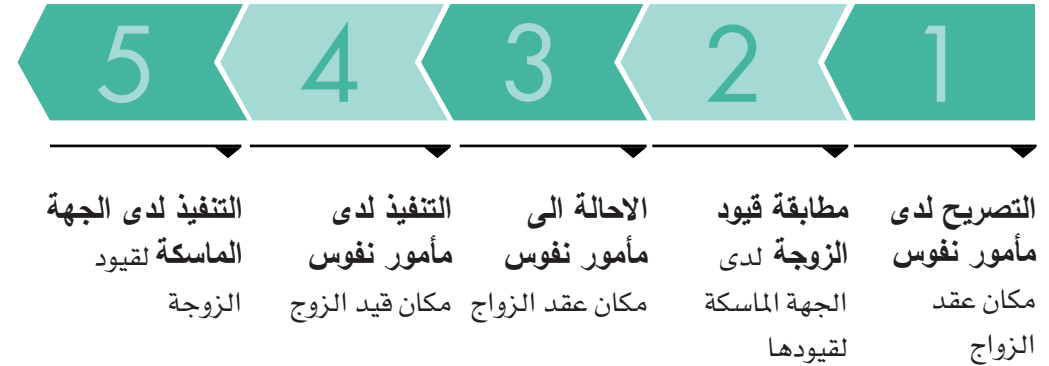 1
التصريح لدى
مأمور نفوس
مكان عقد
الزواج
2
مطابقة قيود
الزوجة لدى
الجهة الماسكة
لقيودها
3
الاحالة الى
مأمور نفوس
مكان عقد الزواج
4
التنفيذ لدى
مأمور نفوس
مكان قيد الزوج
5
التنفيذ لدى الجهة
الماسكة لقيود
الزوجة